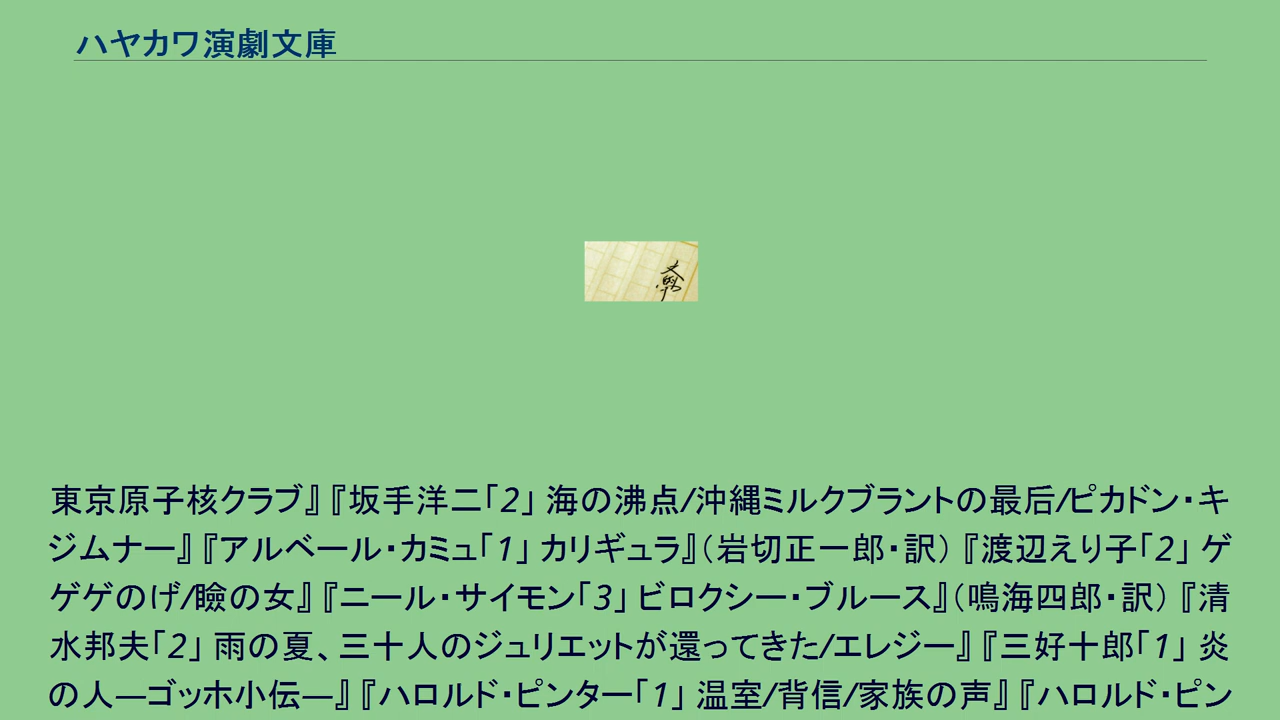 ハヤカワ演劇文庫
東京原子核クラブ』『坂手洋二「2」 海の沸点/沖縄ミルクプラントの最后/ピカドン・キ
ジムナー』『アルベール・カミュ「1」 カリギュラ』(岩切正一郎・訳) 『渡辺えり子「2」 ゲ
ゲゲのげ/瞼の女』『ニール・サイモン「3」 ビロクシー・ブルース』(鳴海四郎・訳) 『清
水邦夫「2」 雨の夏、三十人のジュリエットが還ってきた/エレジー』『三好十郎「1」 炎
の人―ゴッホ小伝―』『ハロルド・ピンター「1」 温室/背信/家族の声』『ハロルド・ピン